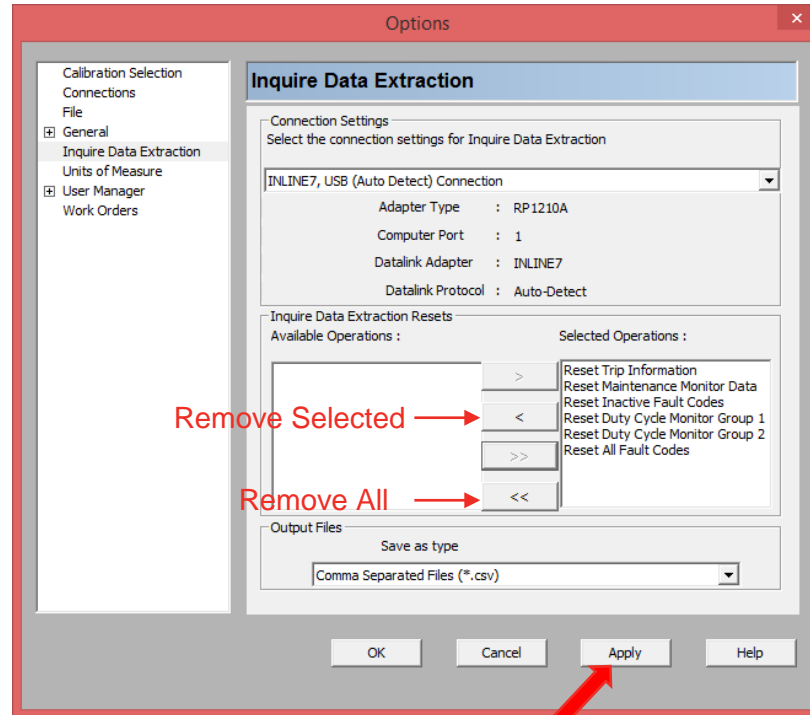 Options
×
Calibration Selection
Connections
File
General
Inquire Data Extraction
Units of Measure
User Manager
Work Orders
Inquire Data Extraction
Connection Settings
Select the connection settings for Inquire Data Extraction
INLINE7, USB (Auto Detect) Connection
Adapter Type : RP1210A
Computer Port : 1
Datalink Adapter : INLINE7
Datalink Protocol : Auto-Detect
Inquire Data Extraction Resets
Available Operations :
Selected Operations :
>
<
>>
<<
Remove Selected
Remove All
Reset Trip Information
Reset Maintenance Monitor Data
Reset Inactive Fault Codes
Reset Duty Cycle Monitor Group 1
Reset Duty Cycle Monitor Group 2
Reset All Fault Codes
Output Files
Save as type
Comma Separated Files (*.csv)
OK
Cancel
Apply
Help